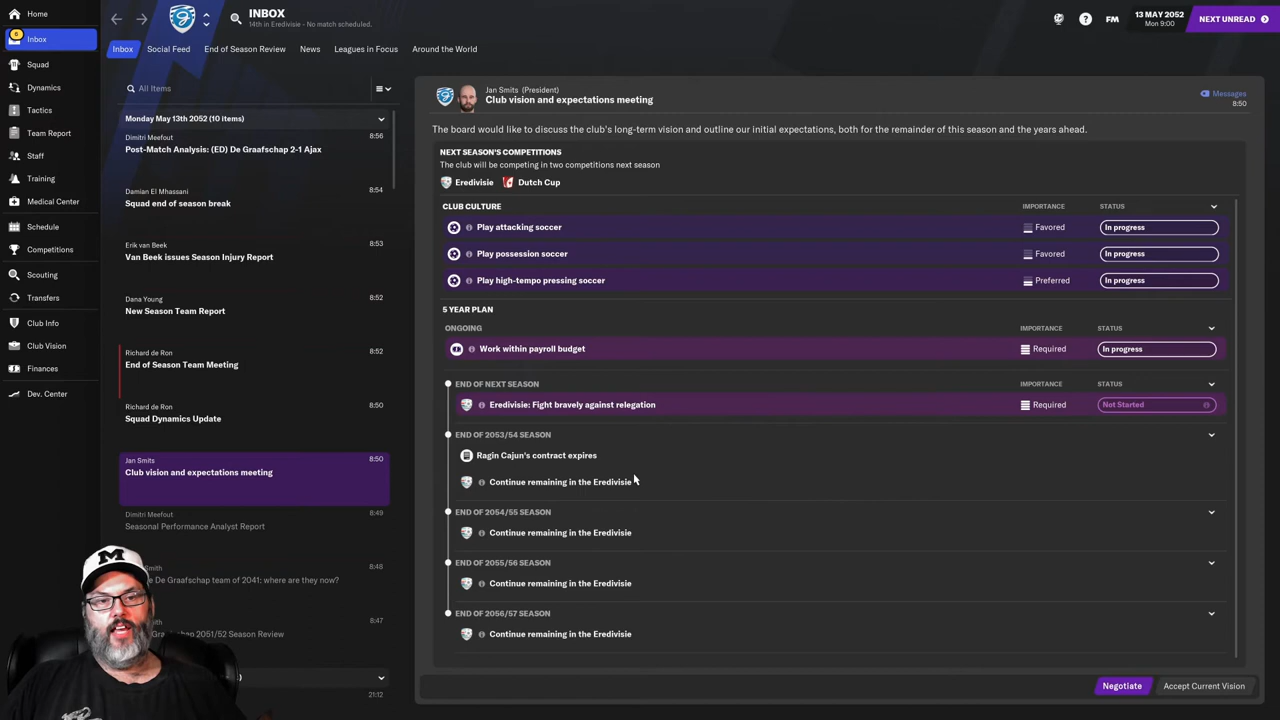 Home
INBOX
14th in Eredivisie - No match scheduled.
FM
13 MAY 2052
Mon 9:00
NEXT UNREAD
6
Inbox
Squad
Dynamics
Tactics
Team Report
Staff
Training
Medical Center
Schedule
Competitions
Scouting
Transfers
Club Info
Club Vision
Finances
Dev. Center
Inbox
Social Feed
End of Season Review
News
Leagues in Focus
Around the World
All Items
Monday May 13th 2052 (10 items)
Dimitri Meefout
8:56
Post-Match Analysis: (ED) De Graafschap 2-1 Ajax
Damian El Mhassani
8:54
Squad end of season break
Erik van Beek
8:53
Van Beek issues Season Injury Report
Dana Young
8:52
New Season Team Report
Richard de Ron
8:52
End of Season Team Meeting
Richard de Ron
8:50
Squad Dynamics Update
Jan Smits
8:50
Club vision and expectations meeting
Dimitri Meefout
8:49
Seasonal Performance Analyst Report
Smith
8:48
De Graafschap team of 2041: where are they now?
8:47
2051/52 Season Review
21:12
Jan Smits (President)
Club vision and expectations meeting
Messages
8:50
The board would like to discuss the club's long-term vision and outline our initial expectations, both for the remainder of this season and the years ahead.
NEXT SEASON'S COMPETITIONS
The club will be competing in two competitions next season
Eredivisie
Dutch Cup
CLUB CULTURE
IMPORTANCE
STATUS
Play attacking soccer
Favored
In progress
Play possession soccer
Favored
In progress
Play high-tempo pressing soccer
Preferred
In progress
5 YEAR PLAN
ONGOING
IMPORTANCE
STATUS
Work within payroll budget
Required
In progress
END OF NEXT SEASON
IMPORTANCE
STATUS
Eredivisie: Fight bravely against relegation
Required
Not Started
END OF 2053/54 SEASON
Ragin Cajun's contract expires
Continue remaining in the Eredivisie
END OF 2054/55 SEASON
Continue remaining in the Eredivisie
END OF 2055/56 SEASON
Continue remaining in the Eredivisie
END OF 2056/57 SEASON
Continue remaining in the Eredivisie
Negotiate
Accept Current Vision
M